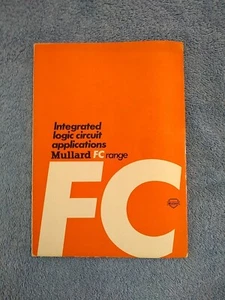 Integrated
logic circuit
applications
Mullard FC range
FC